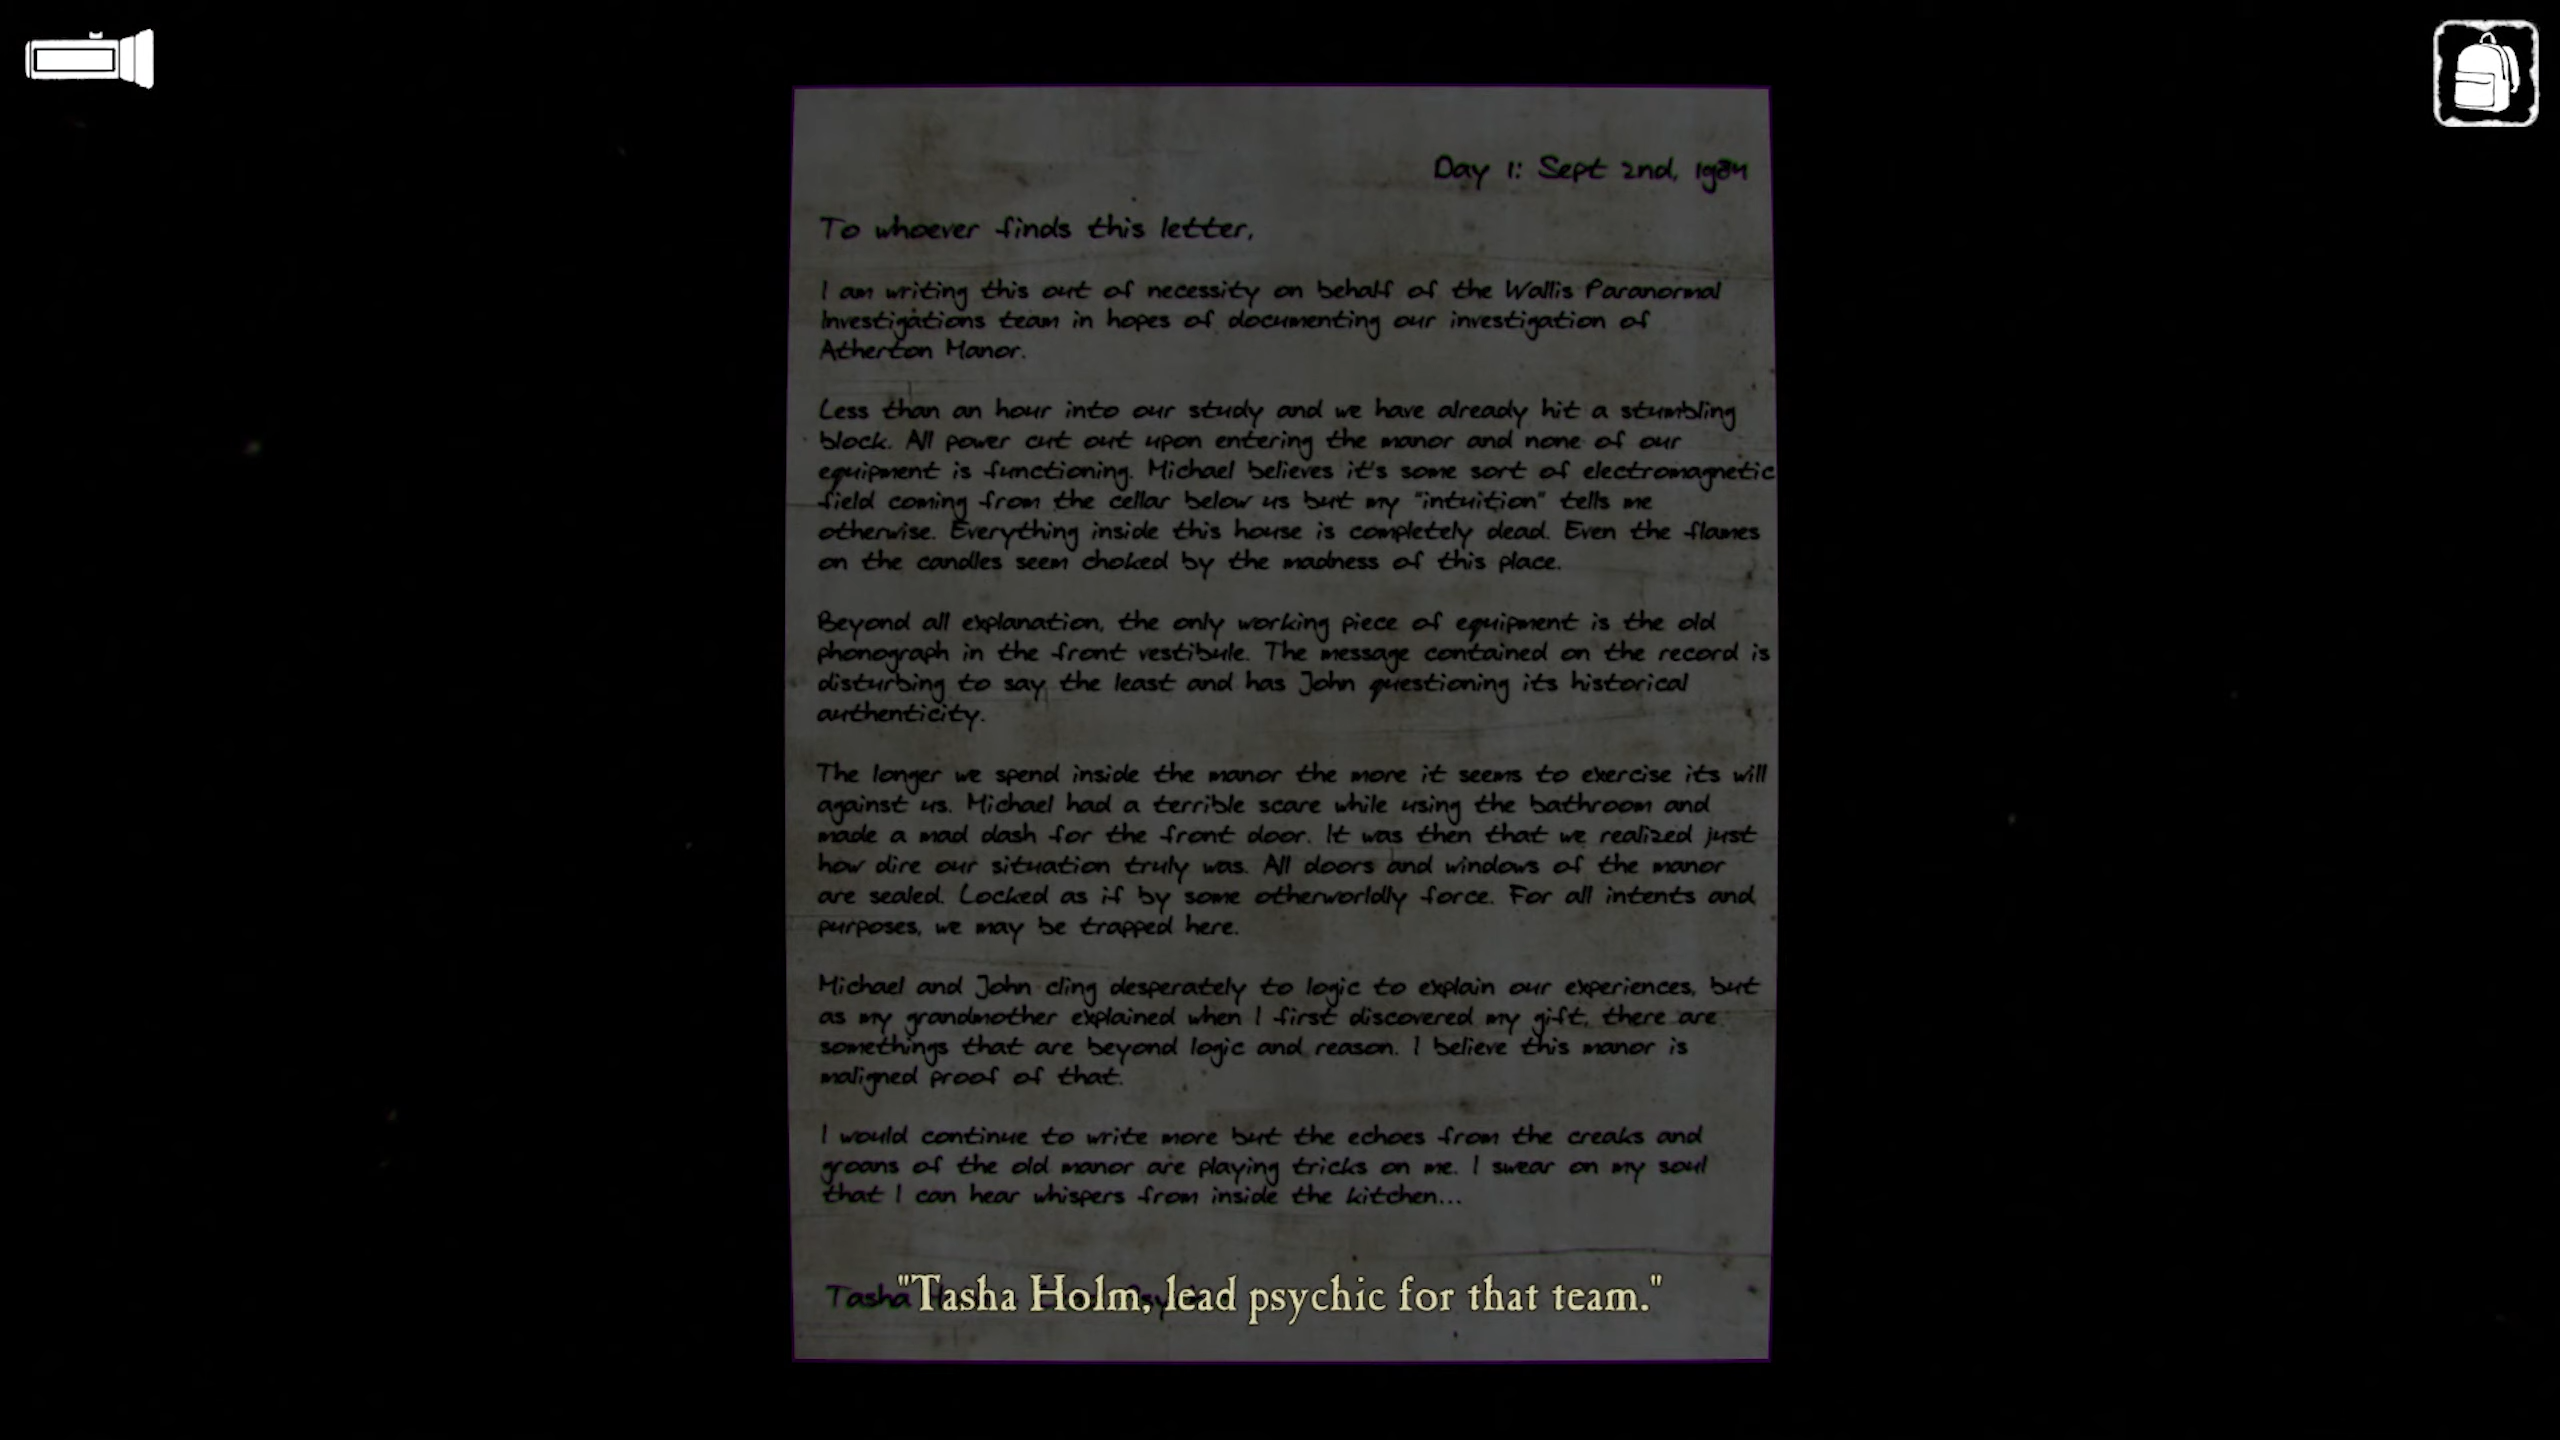 Day 1: Sept 2nd, 1984
To whoever finds this letter,
I am writing this out of necessity on behalf of the Wallis Paranormal
Investigations team in hopes of documenting our investigation of
Atherton Manor.
Less than an hour into our study and we have already hit a stumbling
block. All power cut out upon entering the manor and none of our
equipment is functioning. Michael believes it's some sort of electromagnetic
field coming from the cellar below us but my "intuition" tells me
otherwise. Everything inside this house is completely dead. Even the flames
on the candles seem choked by the madness of this place.
Beyond all explanation, the only working piece of equipment is the old
phonograph in the front vestibule. The message contained on the record is
disturbing to say the least and has John questioning its historical
authenticity.
The longer we spend inside the manor the more it seems to exercise its will
against us. Michael had a terrible scare while using the bathroom and
made a mad dash for the front door. It was then that we realized just
how dire our situation truly was. All doors and windows of the manor
are sealed. Locked as if by some otherworldly force. For all intents and
purposes, we may be trapped here.
Michael and John cling desperately to logic to explain our experiences, but
as my grandmother explained when I first discovered my gift, there are
somethings that are beyond logic and reason. I believe this manor is
maligned proof of that.
I would continue to write more but the echoes from the creaks and
groans of the old manor are playing tricks on me. I swear on my soul
that I can hear whispers from inside the kitchen...
Tasha
"Tasha Holm, lead psychic for that team."